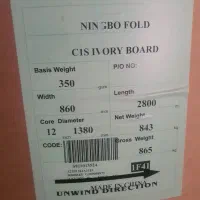 NINGBO FOLD
C1S IVORY BOARD
Basis Weight
P/O NO:
350
gsm
Width
Length
860
2800
Core Diameter
Net Weight
12 1380
843
CODE:
Gross Weight
865
1F41
MADE IN CHINA
UNWIND DIRECTION